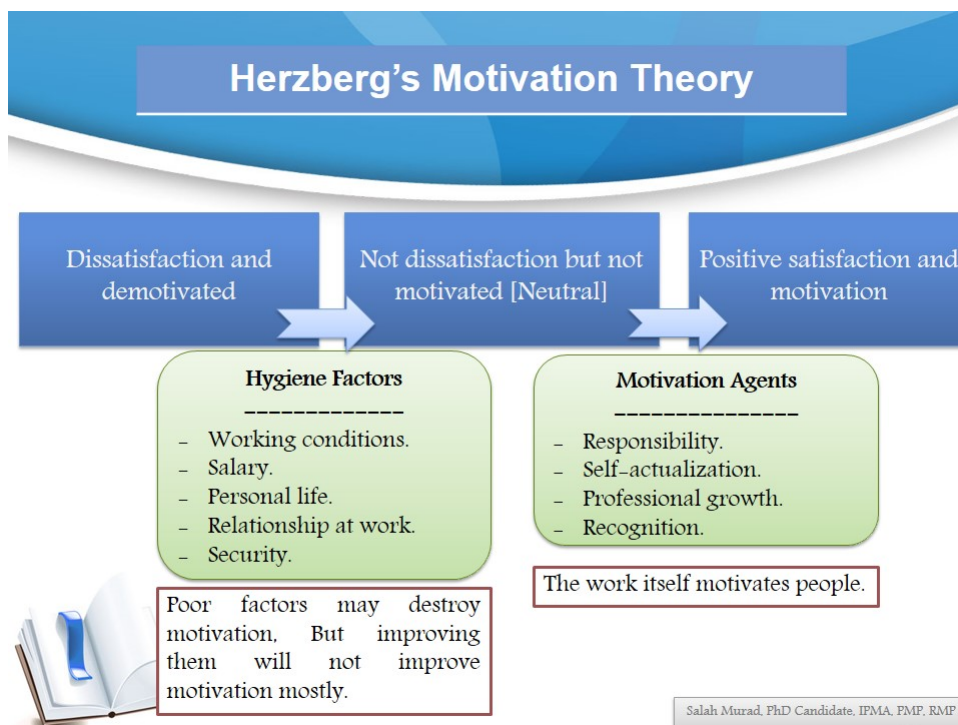 Herzberg's Motivation Theory
Dissatisfaction and
demotivated
Not dissatisfaction but not
motivated [Neutral]
Positive satisfaction and
motivation
Hygiene Factors
-------------
- Working conditions.
- Salary.
- Personal life.
- Relationship at work.
- Security.
Poor factors may destroy
motivation, But improving
them will not improve
motivation mostly.
Motivation Agents
---------------
- Responsibility.
- Self-actualization.
- Professional growth.
- Recognition.
The work itself motivates people.
Salah Murad, PhD Candidate, IPMA, PMP, RMP